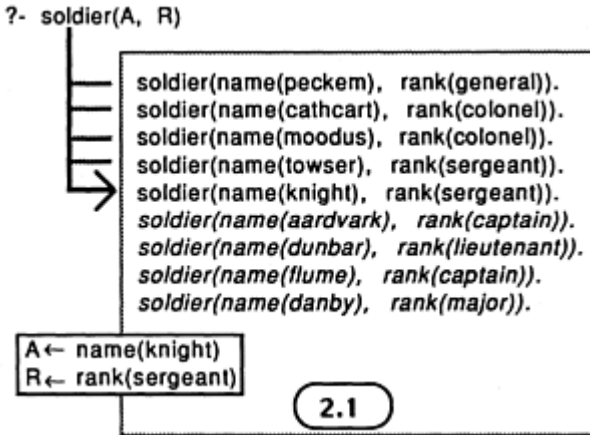 ?- soldier(A, R)
soldier(name(peckem), rank(general)).
soldier(name(cathcart), rank(colonel)).
soldier(name(moodus), rank(colonel)).
soldier(name(towser), rank(sergeant)).
soldier(name(knight), rank(sergeant)).
soldier(name(aardvark), rank(captain)).
soldier(name(dunbar), rank(lieutenant)).
soldier(name(flume), rank(captain)).
soldier(name(danby), rank(major)).
A← name(knight)
R← rank(sergeant)
2.1